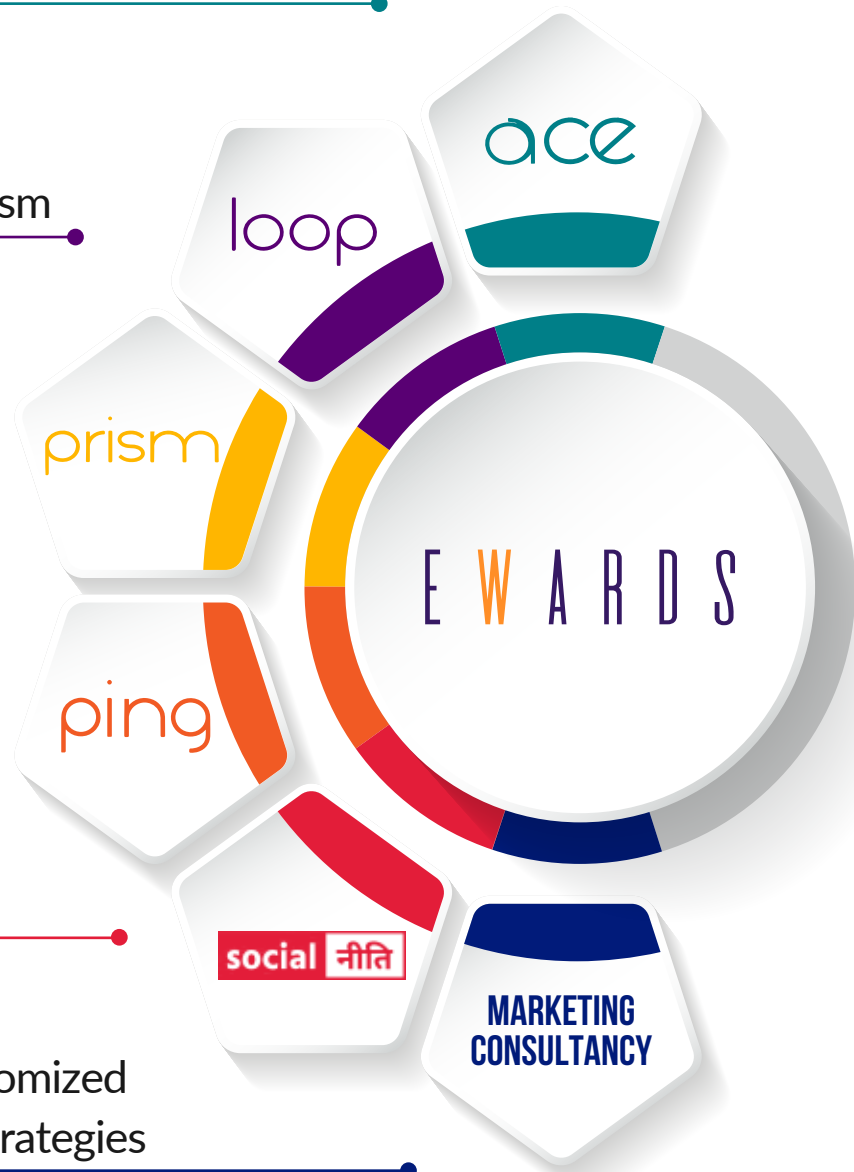 ace
loop
sm
prism
EWARDS
ping
social नीति
MARKETING
CONSULTANCY
omized
rategies